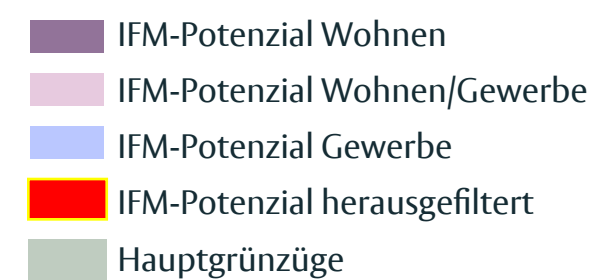 IFM-Potenzial Wohnen
IFM-Potenzial Wohnen/Gewerbe
IFM-Potenzial Gewerbe
IFM-Potenzial herausgefiltert
Hauptgrünzüge